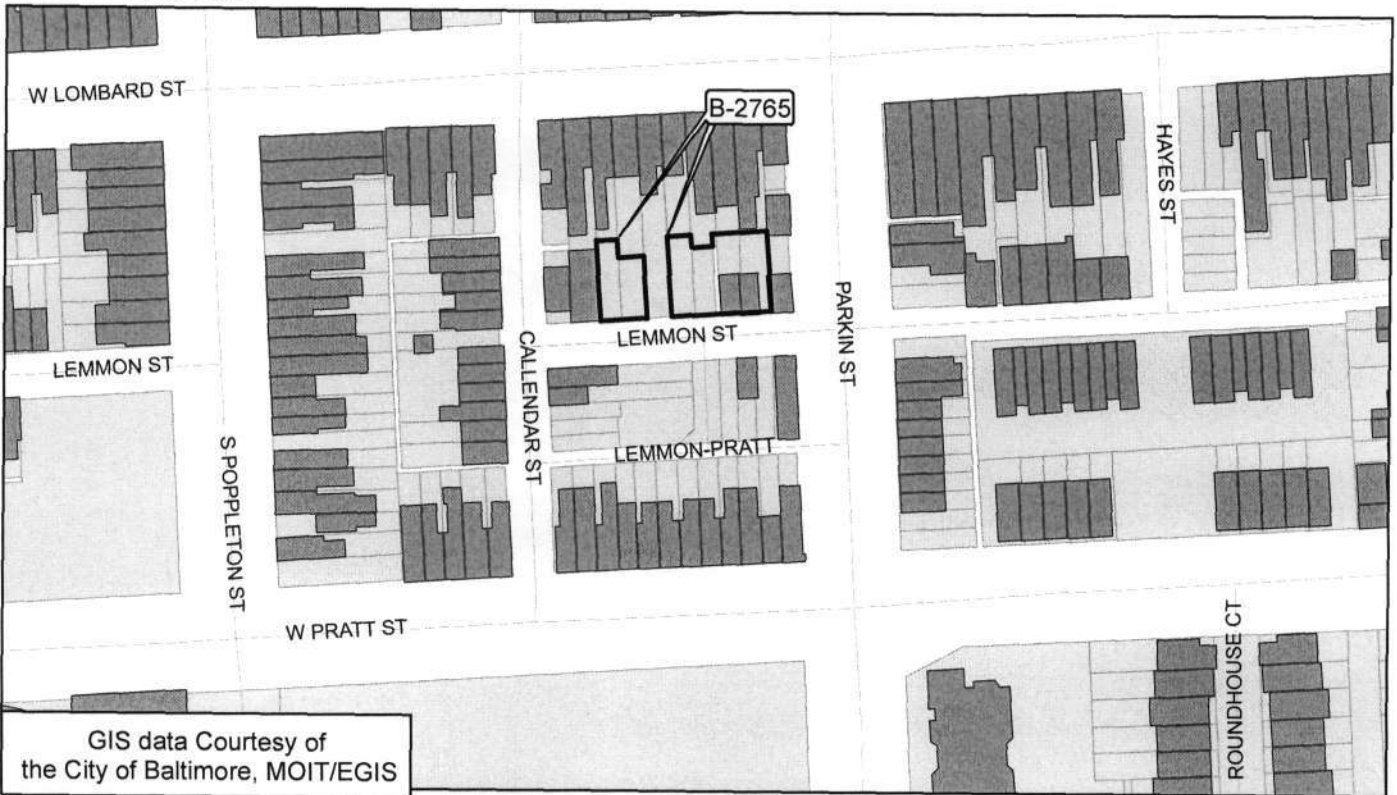 W LOMBARD ST
B-2765
HAYES ST
LEMMON ST
LEMMON ST
CALLENDAR ST
PARKIN ST
S POPPLETON ST
LEMMON-PRATT
W PRATT ST
ROUNDHOUSE CT
GIS data Courtesy of
the City of Baltimore, MOIT/EGIS